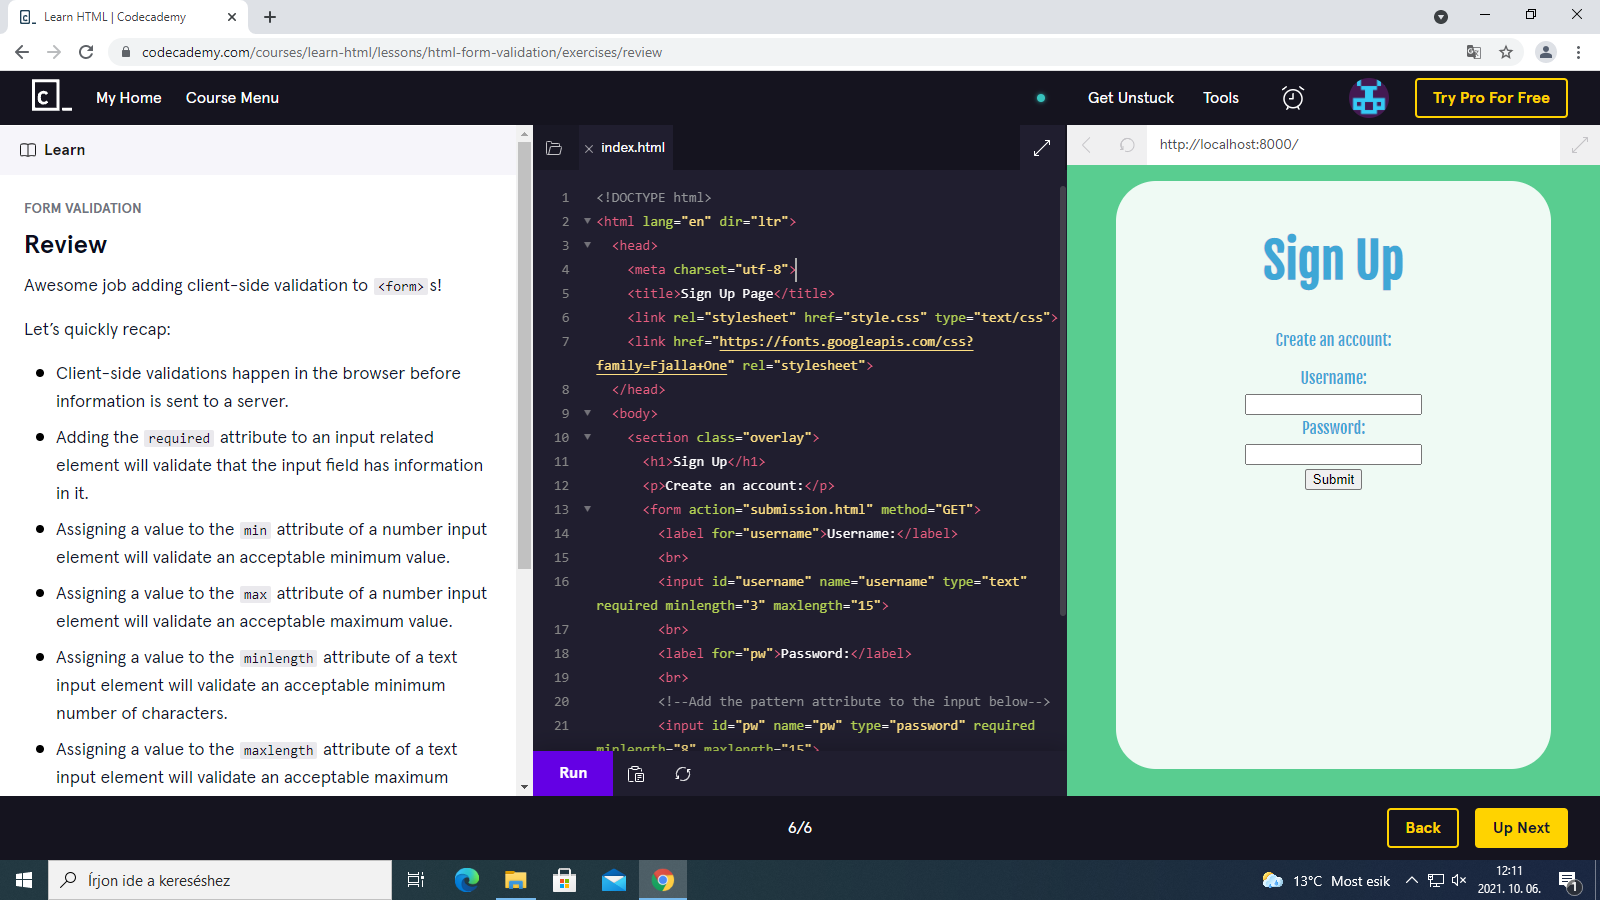 Learn HTML | Codecademy
codecademy.com/courses/learn-html/lessons/html-form-validation/exercises/review
C_
My Home
Course Menu
Get Unstuck
Tools
Try Pro For Free
Learn
FORM VALIDATION
Review
Awesome job adding client-side validation to <form> s!
Let's quickly recap:
Client-side validations happen in the browser before
information is sent to a server.
Adding the required attribute to an input related
element will validate that the input field has information
in it.
Assigning a value to the min attribute of a number input
element will validate an acceptable minimum value.
Assigning a value to the max attribute of a number input
element will validate an acceptable maximum value.
Assigning a value to the minlength attribute of a text
input element will validate an acceptable minimum
number of characters.
Assigning a value to the maxlength attribute of a text
input element will validate an acceptable maximum
index.html
1 <!DOCTYPE html>
2 <html lang="en" dir="ltr">
3 <head>
4 <meta charset="utf-8">
5 <title>Sign Up Page</title>
6 <link rel="stylesheet" href="style.css" type="text/css">
7 <link href="https://fonts.googleapis.com/css?
family=Fjalla+One" rel="stylesheet">
8 </head>
9 <body>
10 <section class="overlay">
11 <h1>Sign Up</h1>
12 <p>Create an account:</p>
13 <form action="submission.html" method="GET">
14 <label for="username">Username:</label>
15 <br>
16 <input id="username" name="username" type="text"
required minlength="3" maxlength="15">
17 <br>
18 <label for="pw">Password:</label>
19 <br>
20 <!--Add the pattern attribute to the input below-->
21 <input id="pw" name="pw" type="password" required
minlength="8" maxlength="15">
Run
http://localhost:8000/
Sign Up
Create an account:
Username:
Password:
Submit
6/6
Back
Up Next
Írjon ide a kereséshez
13°C Most esik
12:11
2021. 10. 06.
1